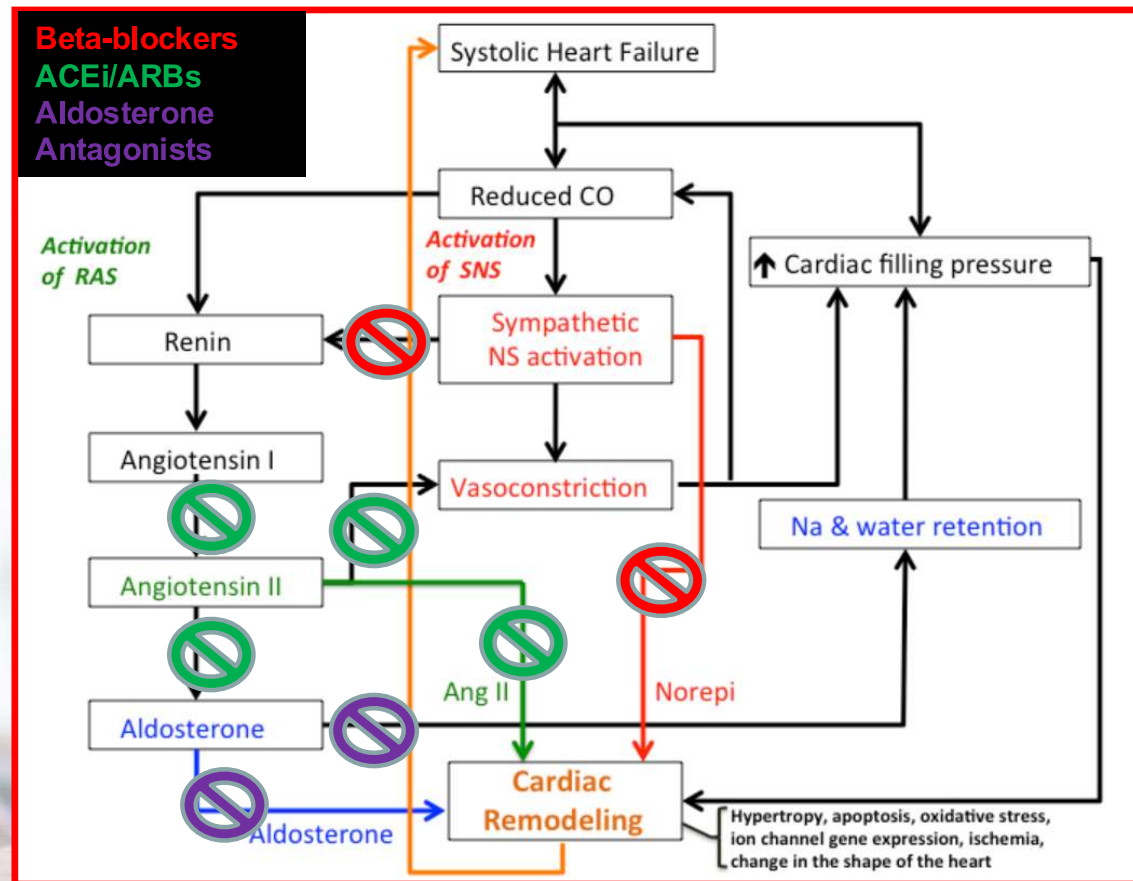 Beta-blockers
ACEi/ARBs
Aldosterone
Antagonists
Systolic Heart Failure
Reduced CO
Activation
of RAS
Activation
of SNS
↑ Cardiac filling pressure
Renin
Sympathetic
NS activation
Angiotensin I
Vasoconstriction
Na & water retention
Angiotensin II
Ang II
Norepi
Aldosterone
Cardiac
Remodeling
Aldosterone
Hypertropy, apoptosis, oxidative stress,
ion channel gene expression, ischemia,
change in the shape of the heart